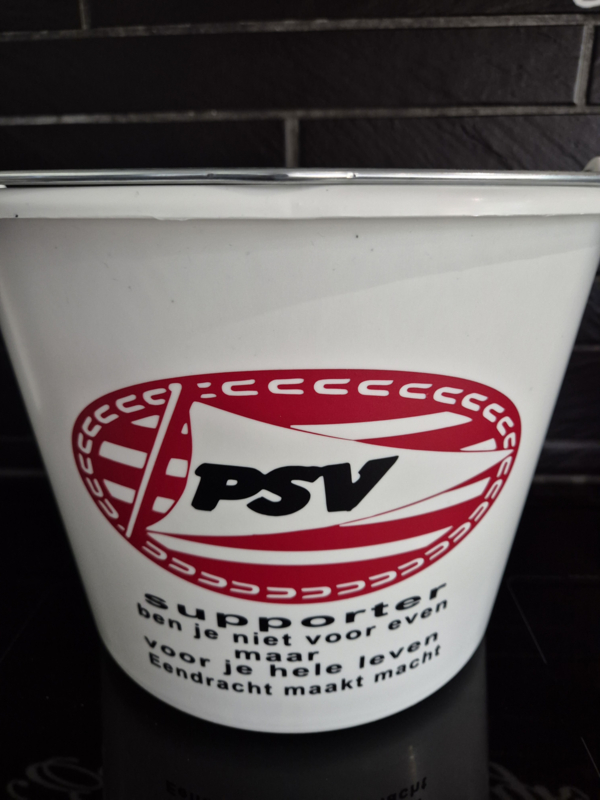 PSV
supporter
ben je niet voor even
maar
voor je hele leven
Eendracht maakt macht